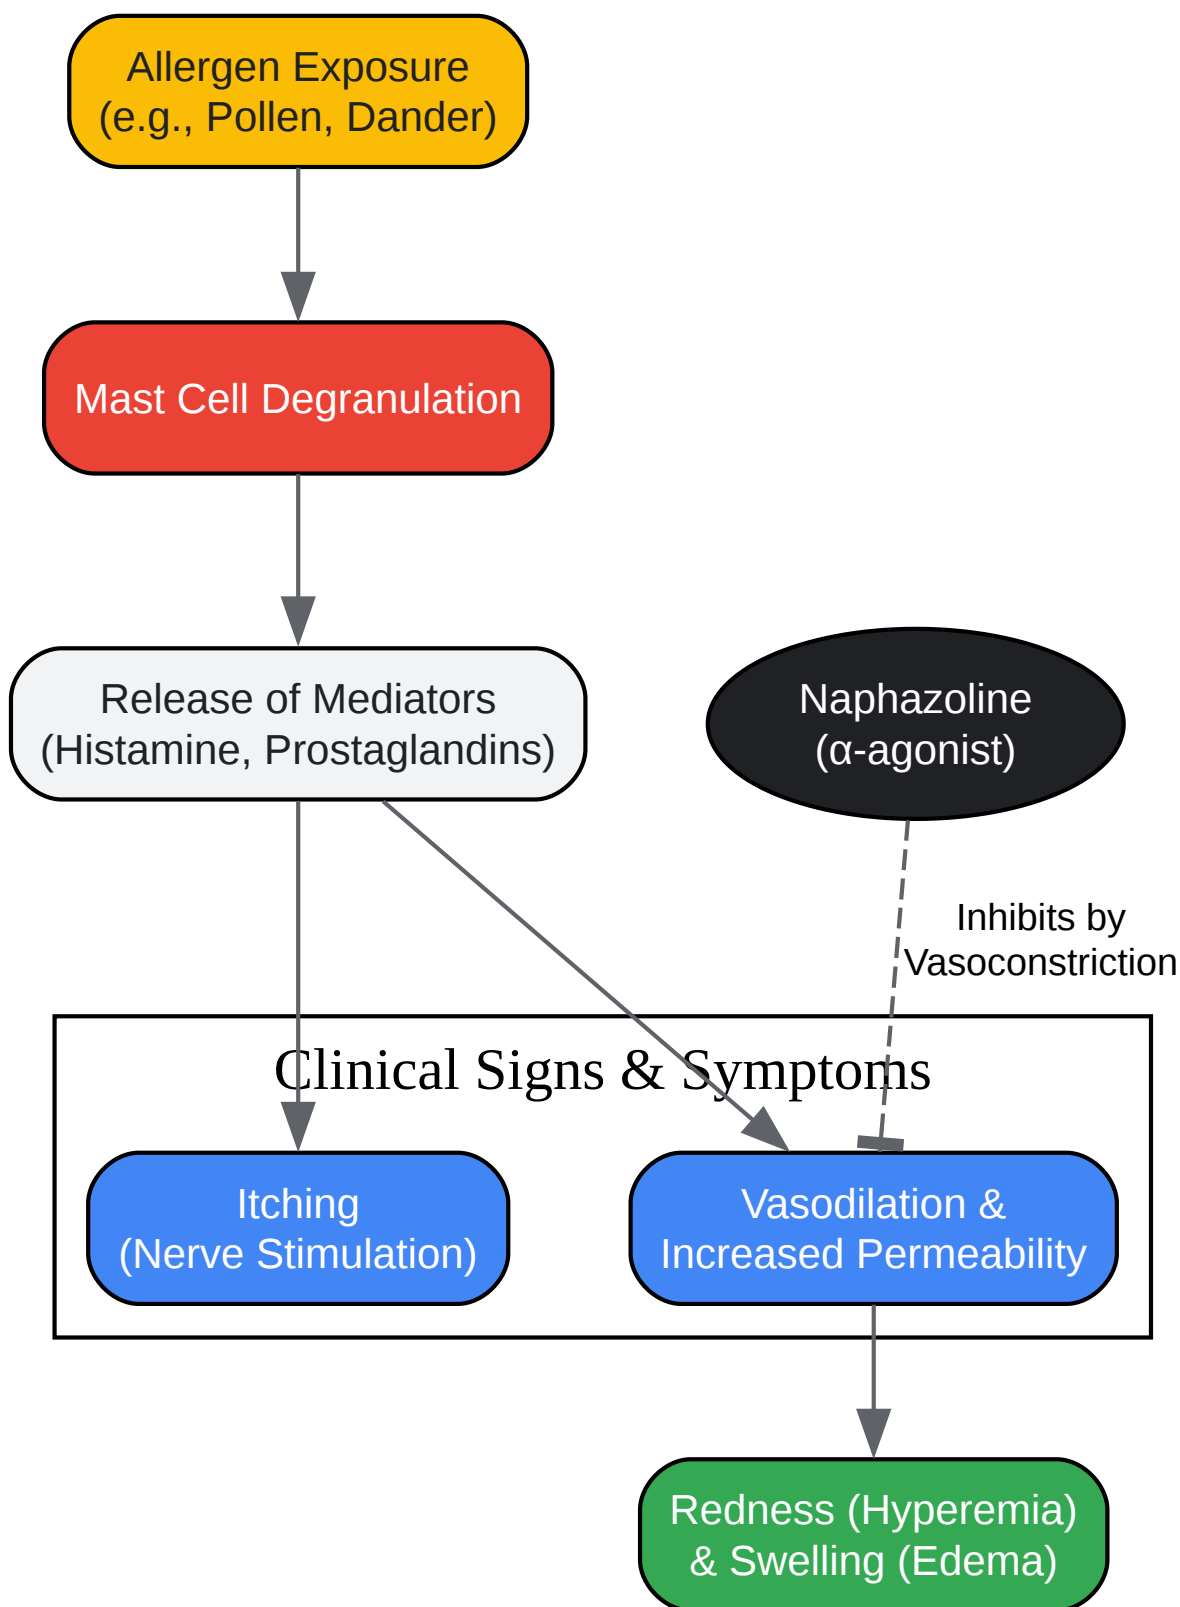 Allergen Exposure
(e.g., Pollen, Dander)
Mast Cell Degranulation
Release of Mediators
(Histamine, Prostaglandins)
Naphazoline
(α-agonist)
Inhibits by
Vasoconstriction
Clinical Signs & Symptoms
Itching
(Nerve Stimulation)
Vasodilation &
Increased Permeability
Redness (Hyperemia)
& Swelling (Edema)